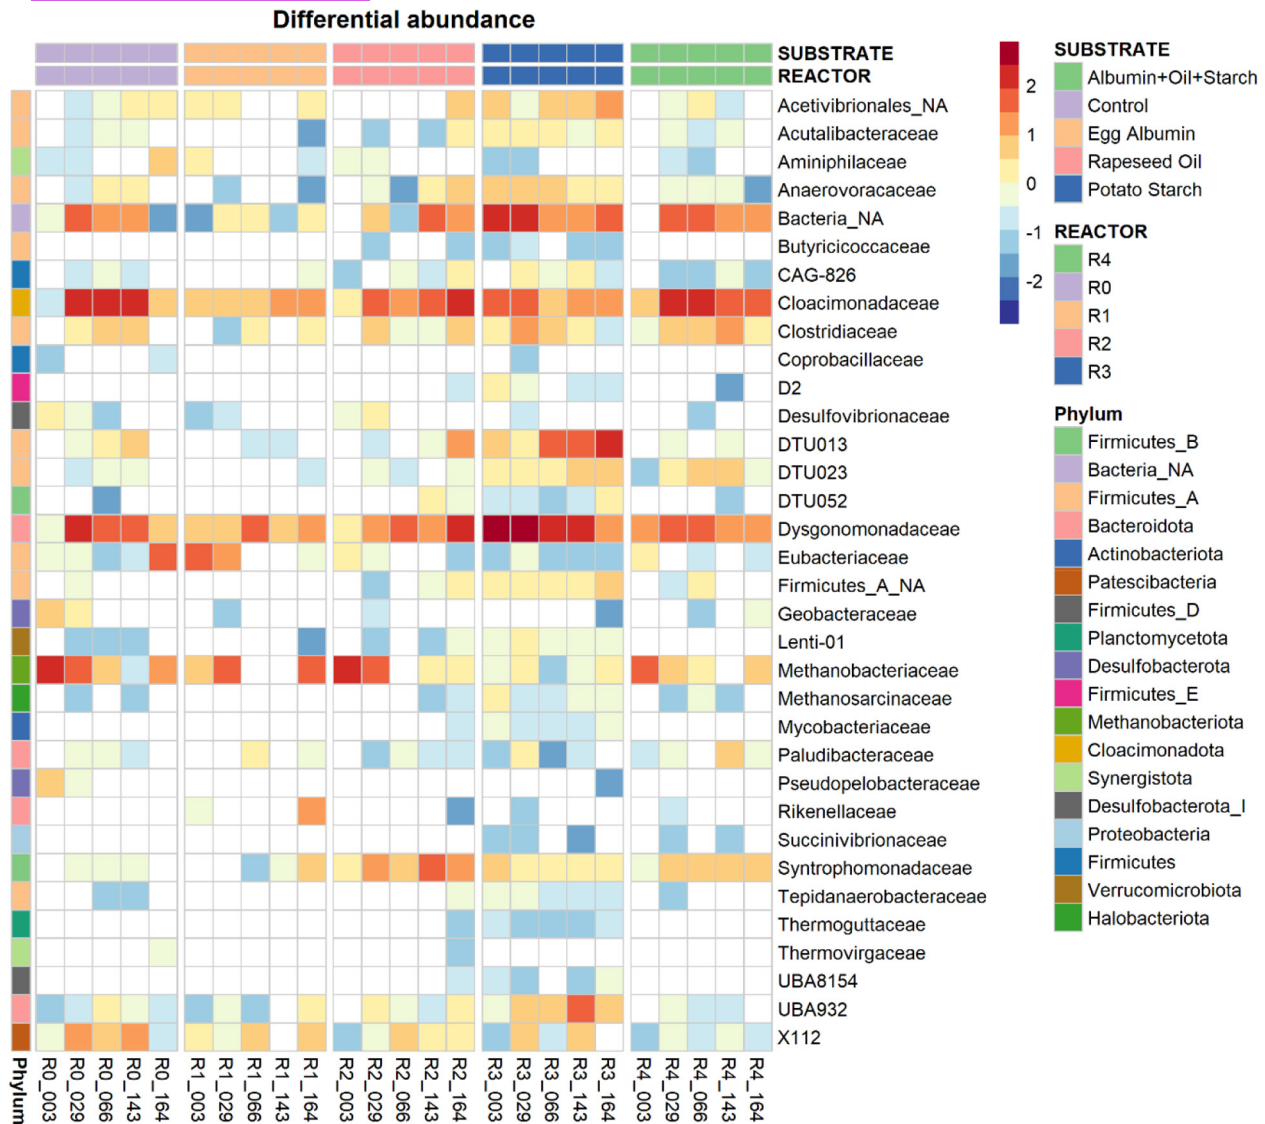 Differential abundance
SUBSTRATE
REACTOR
Acetivibrionales_NA
Acutalibacteraceae
Aminiphilaceae
Anaerovoracaceae
Bacteria_NA
Butyricicoccaceae
CAG-826
Cloacimonadaceae
Clostridiaceae
Coprobacillaceae
D2
Desulfovibrionaceae
DTU013
DTU023
DTU052
Dysgonomonadaceae
Eubacteriaceae
Firmicutes_A_NA
Geobacteraceae
Lenti-01
Methanobacteriaceae
Methanosarcinaceae
Mycobacteriaceae
Paludibacteraceae
Pseudopelobacteraceae
Rikenellaceae
Succinivibrionaceae
Syntrophomonadaceae
Tepidanaerobacteraceae
Thermoguttaceae
Thermovirgaceae
UBA8154
UBA932
X112
Phylum
R0_003
R0_029
R0_066
R0_143
R0_164
R1_003
R1_029
R1_066
R1_143
R1_164
R2_003
R2_029
R2_066
R2_143
R2_164
R3_003
R3_029
R3_066
R3_143
R3_164
R4_003
R4_029
R4_066
R4_143
R4_164
2
1
0
-1
-2
SUBSTRATE
Albumin+Oil+Starch
Control
Egg Albumin
Rapeseed Oil
Potato Starch
REACTOR
R4
R0
R1
R2
R3
Phylum
Firmicutes_B
Bacteria_NA
Firmicutes_A
Bacteroidota
Actinobacteriota
Patescibacteria
Firmicutes_D
Planctomycetota
Desulfobacterota
Firmicutes_E
Methanobacteriota
Cloacimonadota
Synergistota
Desulfobacterota_I
Proteobacteria
Firmicutes
Verrucomicrobiota
Halobacteriota